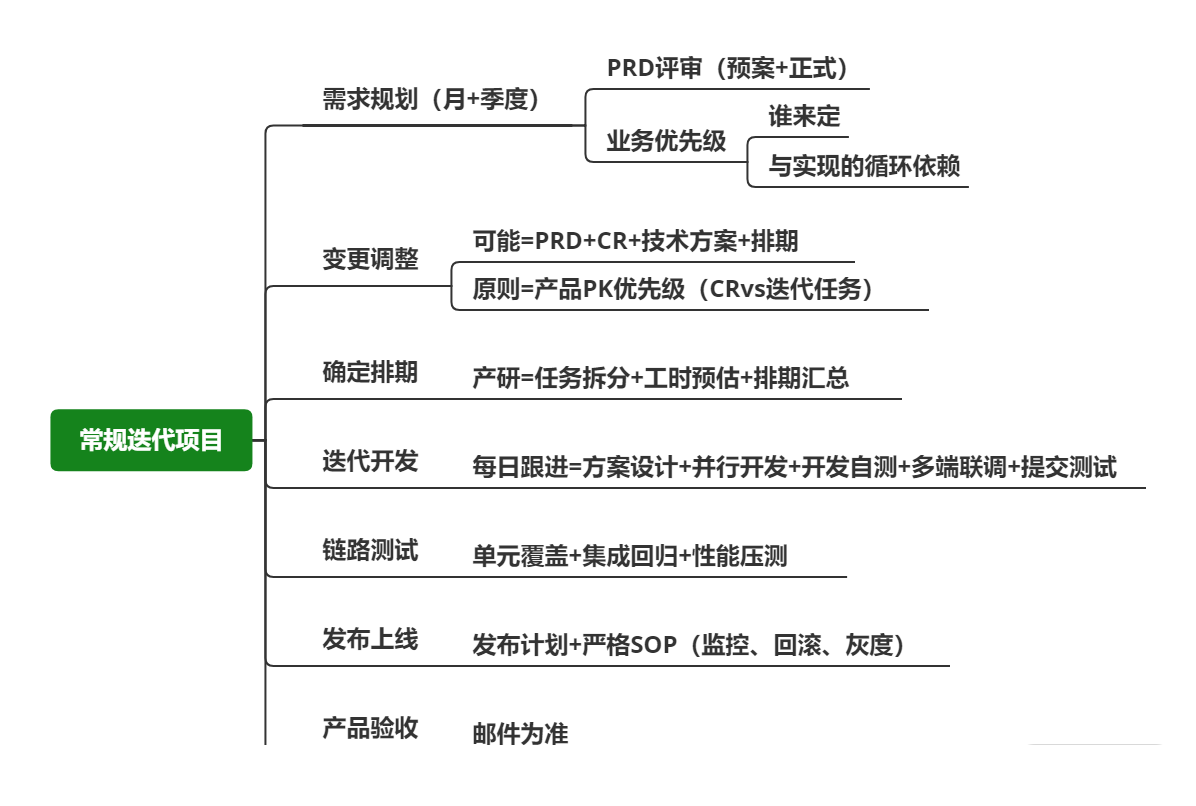 常规迭代项目
需求规划（月+季度）
PRD评审（预案+正式）
业务优先级
谁来定
与实现的循环依赖
变更调整
可能=PRD+CR+技术方案+排期
原则=产品PK优先级（CRvs迭代任务）
确定排期
产研=任务拆分+工时预估+排期汇总
迭代开发
每日跟进=方案设计+并行开发+开发自测+多端联调+提交测试
链路测试
单元覆盖+集成回归+性能压测
发布上线
发布计划+严格SOP（监控、回滚、灰度）
产品验收
邮件为准